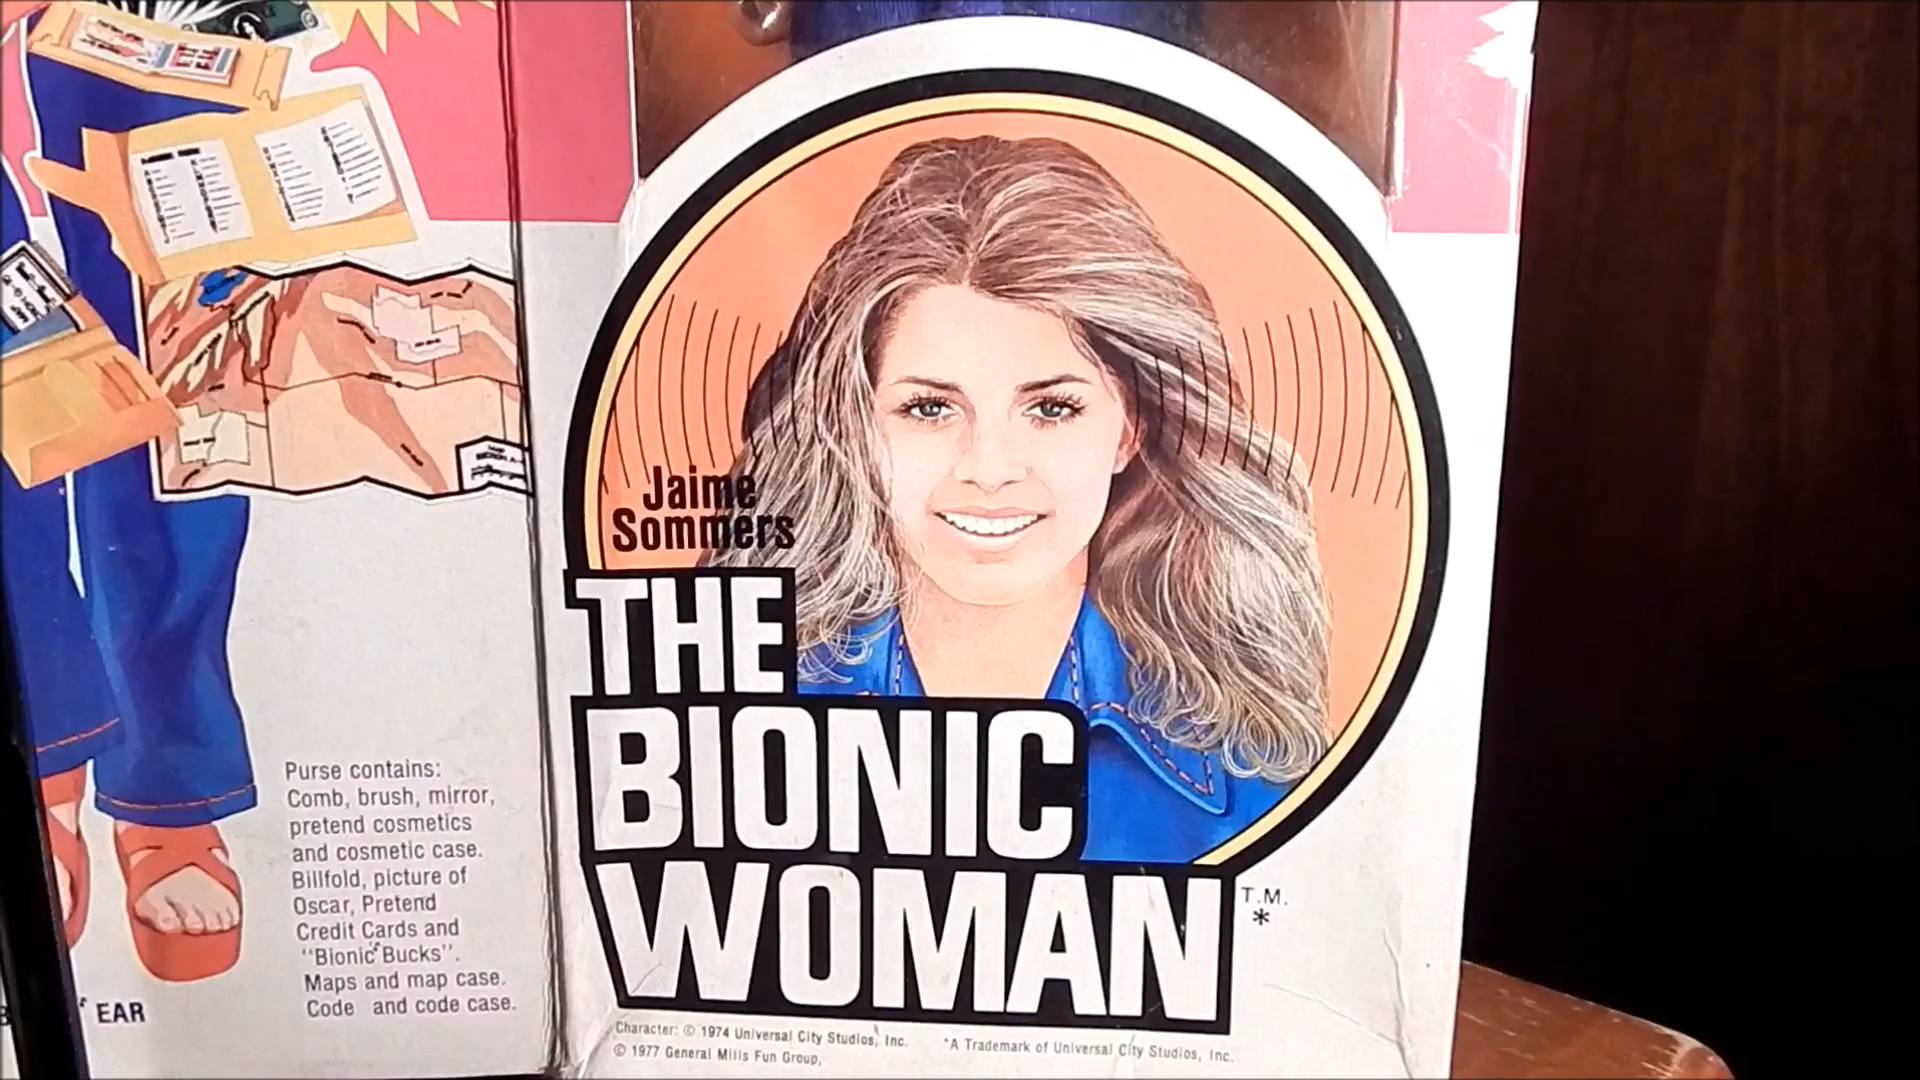 Jaime
Sommers
THE
BIONIC
WOMAN
T.M.
*
Purse contains:
Comb, brush, mirror,
pretend cosmetics
and cosmetic case.
Billfold, picture of
Oscar, Pretend
Credit Cards and
"Bionic Bucks".
Maps and map case.
Code and code case.
EAR
Character: © 1974 Universal City Studios, Inc.
*A Trademark of Universal City Studios, Inc.
© 1977 General Mills Fun Group,